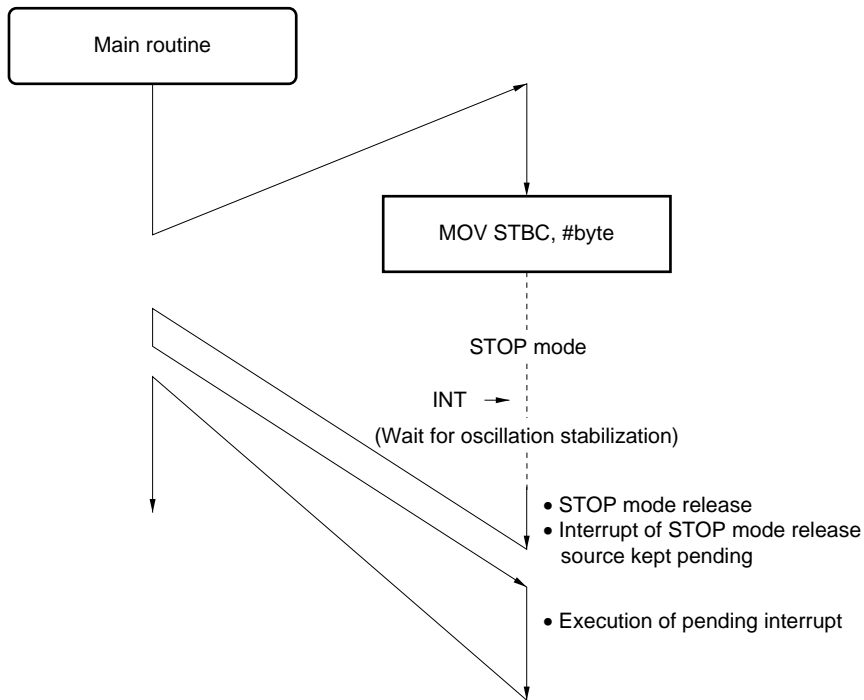 Main routine
MOV STBC, #byte
STOP mode
INT
(Wait for oscillation stabilization)
• STOP mode release
• Interrupt of STOP mode release
source kept pending
• Execution of pending interrupt